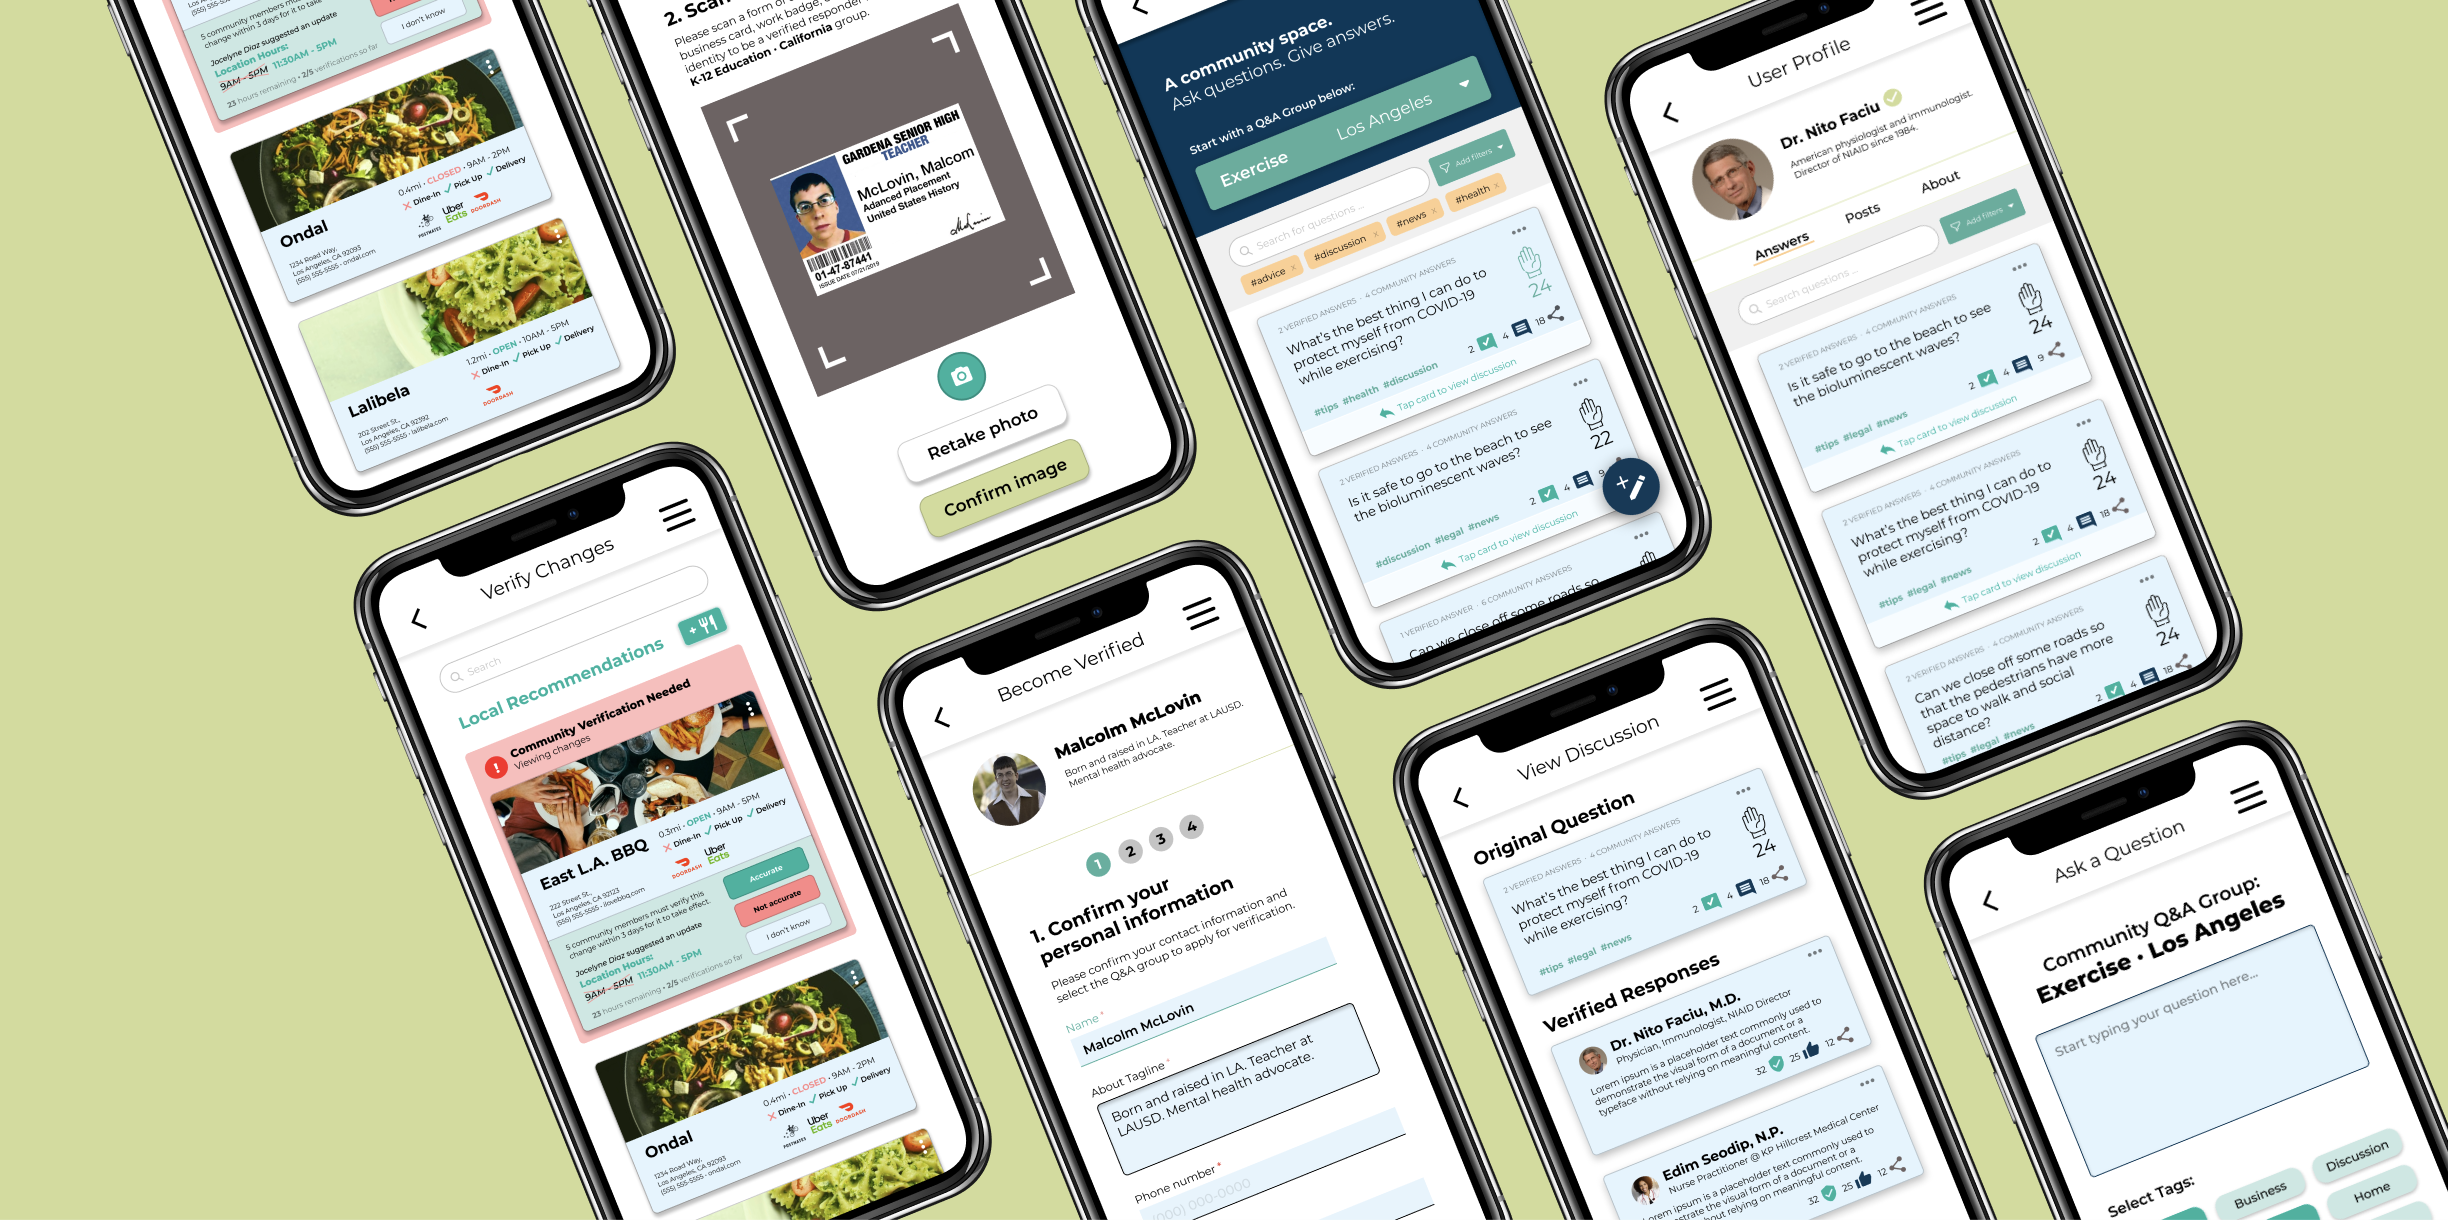 Los Angeles, CA 92123
5 community members must verify this
change within 3 days for it to take
Jocelyne Diaz suggested an update
Location Hours:
9AM - 5PM 11:30AM - 5PM
23 hours remaining • 2/5 verifications so far
I don't know
0.4mi • CLOSED • 9AM - 2PM
Dine-In Pick Up Delivery
POSTMATES
Uber
Eats
DOORDASH
Ondal
1234 Road Way,
Los Angeles, CA 92093
(555) 555-5555 • ondal.com
1.2mi • OPEN • 10AM - 5PM
Dine-In Pick Up Delivery
DOORDASH
Lalibela
202 Street St,
Los Angeles, CA 92392
(555) 555-5555 • lalibela.com
2. Scan
Please scan a form of
business card, work badge,
identity to be a verified responder
K-12 Education • California group.
GARDENA SENIOR HIGH
TEACHER
McLovin, Malcom
Adanced Placement
United States History
01-47-87441
ISSUE DATE 07/21/2019
Retake photo
Confirm image
A community space.
Ask questions. Give answers.
Start with a Q&A Group below:
Exercise Los Angeles
Search for questions ...
Add filters
#advice x #discussion x #news x #health x
2 VERIFIED ANSWERS • 4 COMMUNITY ANSWERS
What's the best thing I can do to
protect myself from COVID-19
while exercising?
24
2 4 18
#tips #health #discussion
Tap card to view discussion
2 VERIFIED ANSWERS • 4 COMMUNITY ANSWERS
Is it safe to go to the beach to see
the bioluminescent waves?
22
2 4 9
#discussion #legal #news
Tap card to view discussion
1 VERIFIED ANSWER • 6 COMMUNITY ANSWERS
Can we close off some roads so
User Profile
Dr. Nito Faciu
American physiologist and immunologist.
Director of NIAID since 1984.
Answers Posts About
Search questions ...
Add filters
2 VERIFIED ANSWERS • 4 COMMUNITY ANSWERS
Is it safe to go to the beach to see
the bioluminescent waves?
24
2 4 9
#tips #legal #news
Tap card to view discussion
2 VERIFIED ANSWERS • 4 COMMUNITY ANSWERS
What's the best thing I can do to
protect myself from COVID-19
while exercising?
24
2 4 18
#tips #legal #news
Tap card to view discussion
2 VERIFIED ANSWERS • 4 COMMUNITY ANSWERS
Can we close off some roads so
that the pedestrians have more
space to walk and social
distance?
24
2 4 18
#tips #legal #news
Verify Changes
Search
Local Recommendations
Community Verification Needed
Viewing changes
0.3mi • OPEN • 9AM - 5PM
Dine-In Pick Up Delivery
DOORDASH
Uber
Eats
East L.A. BBQ
222 Street St,
Los Angeles, CA 92123
(555) 555-5555 • ilovebbq.com
5 community members must verify this
change within 3 days for it to take effect.
Jocelyne Diaz suggested an update
Location Hours:
9AM - 5PM 11:30AM - 5PM
23 hours remaining • 2/5 verifications so far
Accurate
Not accurate
I don't know
0.4mi • CLOSED • 9AM - 2PM
Dine-In Pick Up Delivery
POSTMATES
Uber
Eats
DOORDASH
Ondal
1234 Road Way,
Los Angeles, CA 92093
(555) 555-5555 • ondal.com
Become Verified
Malcolm McLovin
Born and raised in LA. Teacher at LAUSD.
Mental health advocate.
1 2 3 4
1. Confirm your
personal information
Please confirm your contact information and
select the Q&A group to apply for verification.
Name *
Malcolm McLovin
About Tagline *
Born and raised in LA. Teacher at
LAUSD. Mental health advocate.
Phone number *
(000) 000-0000
View Discussion
Original Question
2 VERIFIED ANSWERS • 4 COMMUNITY ANSWERS
What's the best thing I can do to
protect myself from COVID-19
while exercising?
24
2 4 18
#tips #legal #news
Verified Responses
Dr. Nito Faciu, M.D.
Physician, Immunologist, NIAID Director
Lorem ipsum is a placeholder text commonly used to
demonstrate the visual form of a document or a
typeface without relying on meaningful content.
32 25 12
Edim Seodip, N.P.
Nurse Practitioner @ KP Hillcrest Medical Center
Lorem ipsum is a placeholder text commonly used to
demonstrate the visual form of a document or a
without relying on meaningful content.
32 25 12
Ask a Question
Community Q&A Group:
Exercise • Los Angeles
Start typing your question here...
Select Tags:
Business
Discussion
Home